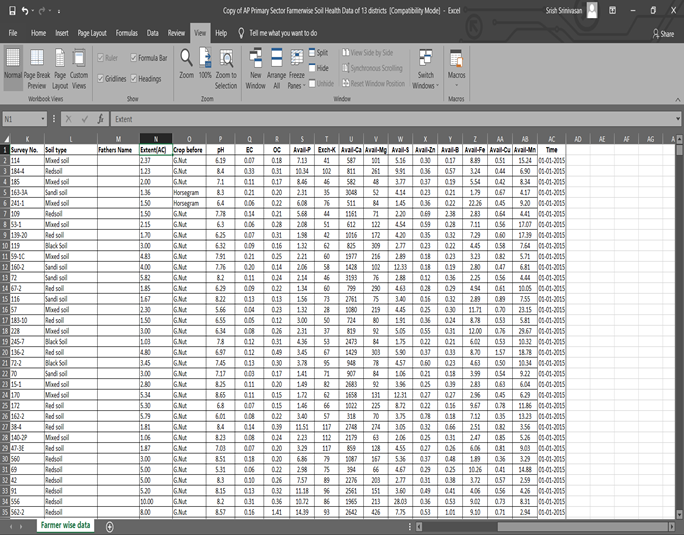 Copy of AP Primary Sector Farmerwise Soil Health Data of 13 districts [Compatibility Mode] - Excel
Srish Srinivasan
File Home Insert Page Layout Formulas Data Review View Help Tell me what you want to do Share
Normal Page Break Preview Page Layout Custom Views
Ruler Formula Bar
Gridlines Headings
Zoom 100% Zoom to Selection
New Window Arrange All Freeze Panes
Split Hide Unhide
View Side by Side
Synchronous Scrolling
Reset Window Position
Switch Windows Macros
Workbook Views Show Zoom Window Macros
N1 Extent
K L M N O P Q R S T U V W X Y Z AA AB AC AD AE AF AG
1 Survey No. Soil type Fathers Name Extent(AC) Crop before pH EC OC Avail-P Exch-K Avail-Ca Avail-Mg Avail-S Avail-Zn Avail-B Avail-Fe Avail-Cu Avail-Mn Time
2 114 Mixed soil 2.37 G.Nut 6.19 0.07 0.18 7.13 41 587 101 5.16 0.30 0.17 8.89 0.51 15.24 01-01-2015
3 184-4 Redsoil 1.23 G.Nut 8.4 0.33 0.31 10.34 102 811 261 9.91 0.36 0.57 3.24 0.44 6.90 01-01-2015
4 185 Mixed soil 2.00 G.Nut 7.1 0.11 0.17 8.46 46 582 48 3.77 0.37 0.19 5.54 0.42 8.34 01-01-2015
5 163-3A Sandi soil 1.36 Horsegram 8.3 0.21 0.20 2.31 35 3048 52 4.14 0.23 0.21 1.79 0.67 4.17 01-01-2015
6 241-1 Mixed soil 1.50 Horsegram 6.4 0.06 0.22 6.08 76 511 84 1.45 0.36 0.22 22.26 0.45 9.20 01-01-2015
7 109 Redsoil 1.50 G.Nut 7.78 0.14 0.21 5.68 44 1161 71 2.20 0.69 2.38 2.83 0.64 4.41 01-01-2015
8 53-1 Mixed soil 2.15 G.Nut 6.3 0.06 0.28 2.08 51 612 122 4.54 0.59 0.28 7.11 0.56 17.07 01-01-2015
9 139-20 Red soil 1.70 G.Nut 6.25 0.07 0.31 1.98 42 1016 172 4.20 0.35 0.32 7.29 0.60 17.39 01-01-2015
10 119 Black Soil 3.00 G.Nut 6.32 0.09 0.16 1.32 62 825 309 2.77 0.23 0.22 4.45 0.58 7.64 01-01-2015
11 59-1C Mixed soil 4.83 G.Nut 7.91 0.21 0.25 2.21 60 1977 216 2.89 0.18 0.23 3.23 0.82 5.71 01-01-2015
12 160-2 Sandi soil 4.00 G.Nut 7.76 0.20 0.14 2.06 58 1428 102 12.33 0.18 0.19 2.80 0.47 6.81 01-01-2015
13 72 Sandi soil 5.82 G.Nut 8.2 0.11 0.24 2.14 46 3193 76 2.88 0.12 0.36 2.25 0.56 4.44 01-01-2015
14 67-2 Red soil 1.85 G.Nut 6.29 0.09 0.22 1.34 60 799 290 4.63 0.28 0.29 4.94 0.61 10.05 01-01-2015
15 116 Sandi soil 1.67 G.Nut 8.22 0.13 0.13 1.56 73 2761 75 3.40 0.16 0.32 2.89 0.89 7.55 01-01-2015
16 57 Mixed soil 2.30 G.Nut 5.66 0.04 0.23 1.32 28 1080 219 4.45 0.25 0.30 11.71 0.70 23.15 01-01-2015
17 183-10 Red soil 1.50 G.Nut 6.55 0.05 0.12 3.00 50 724 80 1.91 0.36 0.24 8.78 0.53 5.81 01-01-2015
18 228 Mixed soil 3.00 G.Nut 6.34 0.08 0.26 2.31 37 819 92 5.05 0.55 0.31 12.00 0.76 29.67 01-01-2015
19 245-7 Black Soil 1.03 G.Nut 7.8 0.12 0.31 4.36 53 2473 84 1.75 0.22 0.21 6.02 0.53 10.32 01-01-2015
20 136-2 Red soil 4.80 G.Nut 6.97 0.12 0.49 3.45 67 1429 303 5.90 0.37 0.33 8.70 1.57 18.78 01-01-2015
21 72-2 Black Soil 3.45 G.Nut 7.45 0.13 0.30 3.78 95 948 78 4.57 0.60 0.23 4.63 0.50 10.34 01-01-2015
22 70 Sandi soil 3.00 G.Nut 7.17 0.03 0.17 1.41 71 907 84 1.06 0.21 0.18 3.99 0.54 9.22 01-01-2015
23 15-1 Mixed soil 2.80 G.Nut 8.25 0.11 0.20 1.49 82 2683 92 3.96 0.25 0.39 2.83 0.63 6.04 01-01-2015
24 170 Mixed soil 5.34 G.Nut 8.65 0.11 0.15 1.72 62 1658 131 12.31 0.27 0.27 2.96 0.45 6.29 01-01-2015
25 172 Red soil 5.30 G.Nut 6.8 0.07 0.15 1.46 66 1022 225 8.72 0.22 0.16 9.67 0.78 11.86 01-01-2015
26 162-2 Red soil 5.79 G.Nut 6.01 0.08 0.22 3.40 57 318 70 3.75 0.78 0.18 7.12 0.35 13.23 01-01-2015
27 38-4 Red soil 1.81 G.Nut 8.4 0.14 0.39 11.51 117 2748 274 3.05 0.32 0.66 2.51 0.82 3.56 01-01-2015
28 140-2P Mixed soil 1.06 G.Nut 8.23 0.08 0.24 2.23 112 2179 63 2.06 0.25 0.31 2.47 0.85 5.26 01-01-2015
29 47-3E Red soil 1.87 G.Nut 7.03 0.07 0.20 3.29 117 859 128 4.55 0.27 0.26 6.06 0.81 9.03 01-01-2015
30 560 Redsoil 3.00 G.Nut 8.51 0.18 0.20 6.86 79 1087 167 5.36 0.37 0.48 1.89 0.36 3.29 01-01-2015
31 69 Redsoil 5.00 G.Nut 5.31 0.06 0.22 2.98 75 394 66 4.67 0.29 0.25 10.26 0.41 14.88 01-01-2015
32 42 Redsoil 5.00 G.Nut 8.3 0.10 0.26 7.57 89 2276 203 2.77 0.31 0.38 3.72 0.57 2.59 01-01-2015
33 91 Redsoil 5.20 G.Nut 8.15 0.13 0.32 11.18 96 2561 151 3.60 0.49 0.41 4.06 0.56 4.26 01-01-2015
34 556 Redsoil 10.00 G.Nut 8.2 0.31 0.36 10.72 86 1965 213 28.03 0.36 0.53 9.02 0.73 8.31 01-01-2015
35 562-2 Redsoil 8.00 G.Nut 8.57 0.16 1.41 14.39 93 2642 426 7.75 0.53 1.01 9.10 0.71 2.94 01-01-2015
Farmer wise data